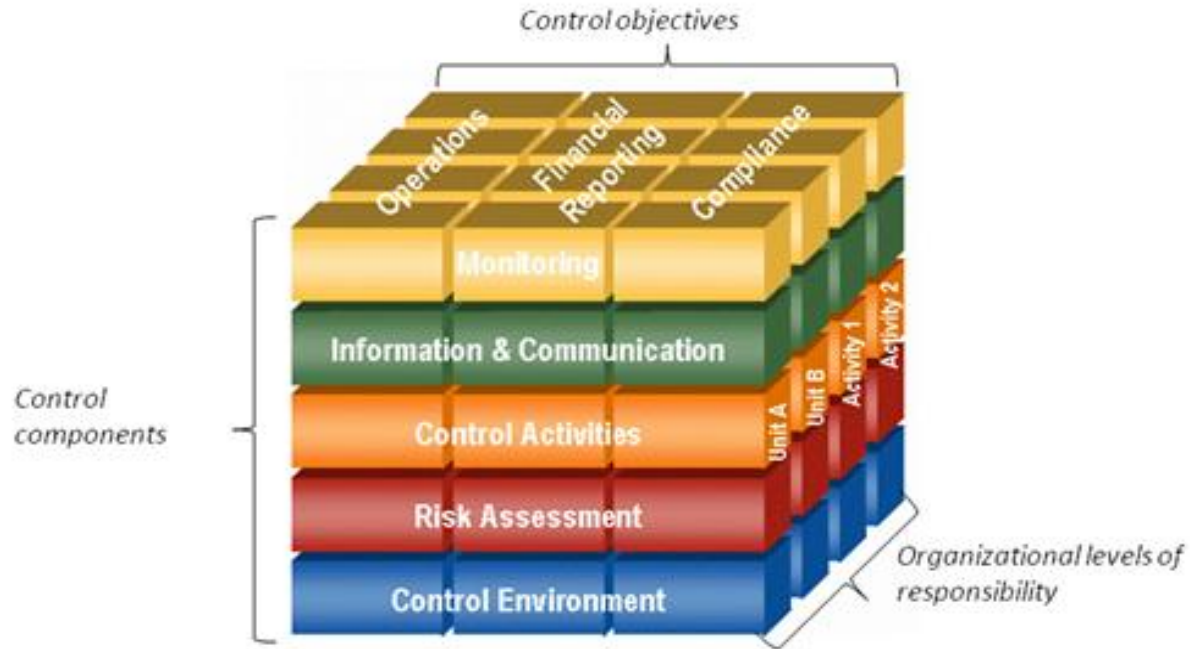 Control objectives
Operations
Financial
Reporting
Compliance
Monitoring
Information & Communication
Control Activities
Risk Assessment
Control Environment
Unit A
Unit B
Activity 1
Activity 2
Control
components
Organizational levels of
responsibility